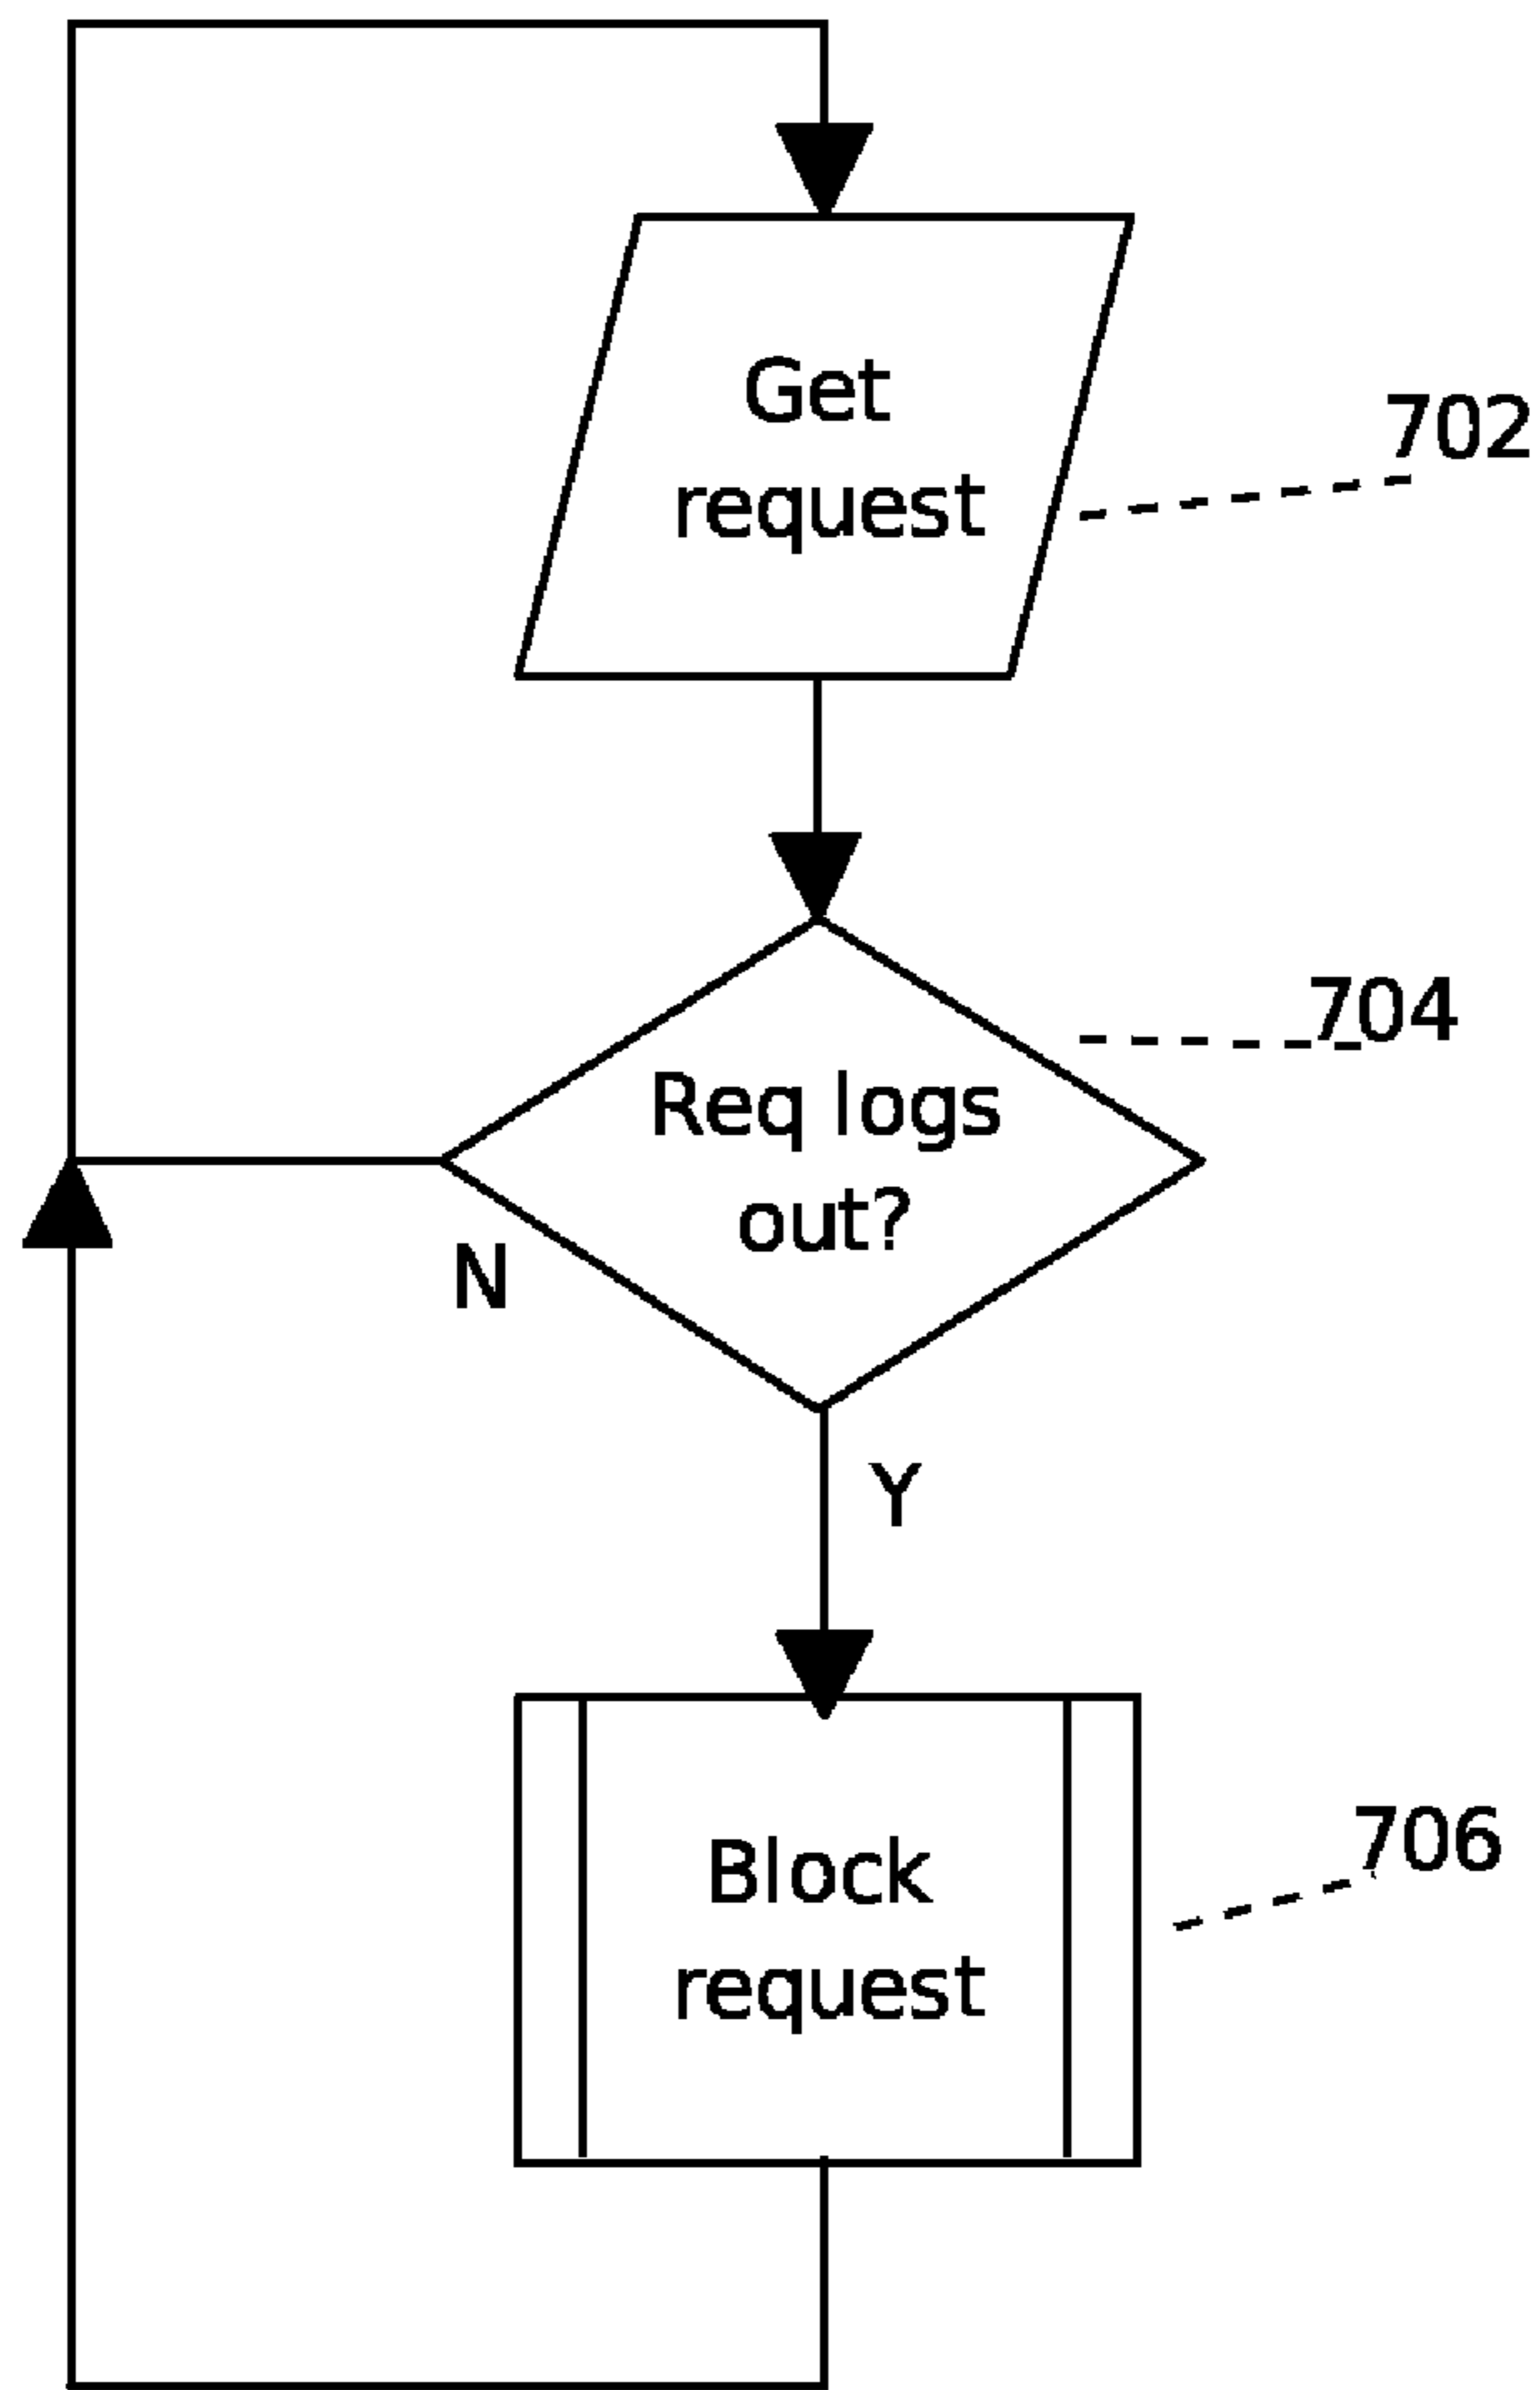 Get
request
702
704
Req logs
out?
N
Y
Block
request
706